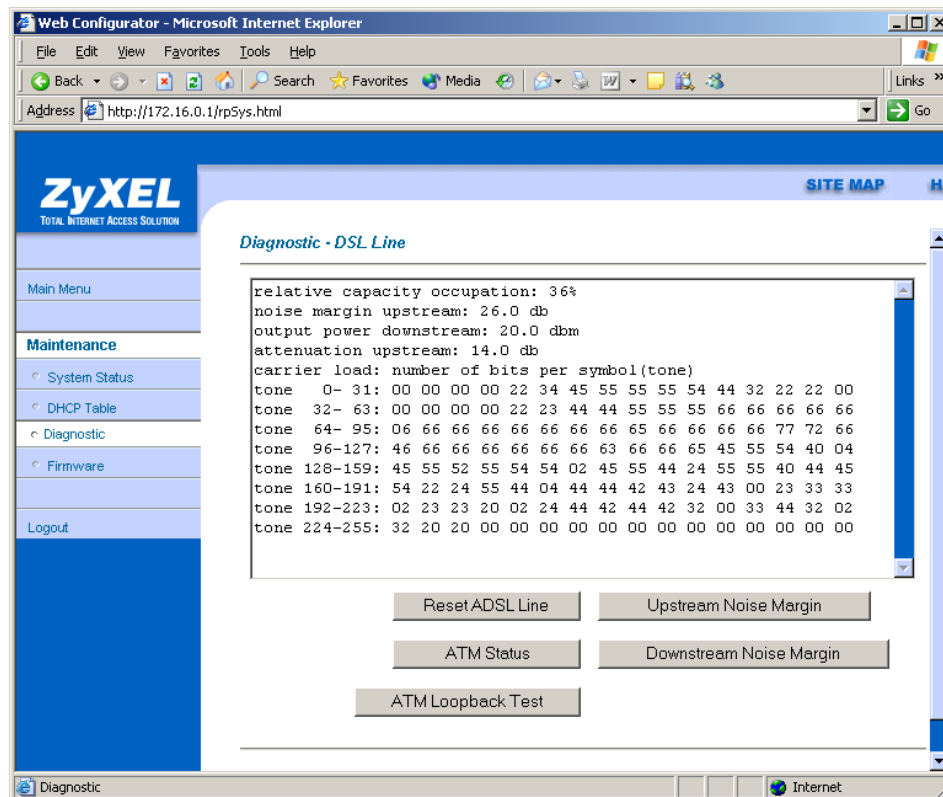 Web Configurator - Microsoft Internet Explorer
File Edit View Favorites Tools Help
Back Search Favorites Media Links »
Address http://172.16.0.1/rpSys.html Go
ZyXEL
TOTAL INTERNET ACCESS SOLUTION
SITE MAP
Diagnostic - DSL Line
Main Menu
Maintenance
System Status
DHCP Table
Diagnostic
Firmware
Logout
relative capacity occupation: 36%
noise margin upstream: 26.0 db
output power downstream: 20.0 dbm
attenuation upstream: 14.0 db
carrier load: number of bits per symbol(tone)
tone 0- 31: 00 00 00 00 22 34 45 55 55 55 54 44 32 22 22 00
tone 32- 63: 00 00 00 00 22 23 44 44 55 55 55 66 66 66 66 66
tone 64- 95: 06 66 66 66 66 66 66 66 65 66 66 66 66 77 72 66
tone 96-127: 46 66 66 66 66 66 66 63 66 66 65 45 55 54 40 04
tone 128-159: 45 55 52 55 54 54 02 45 55 44 24 55 55 40 44 45
tone 160-191: 54 22 24 55 44 04 44 44 42 43 24 43 00 23 33 33
tone 192-223: 02 23 23 20 02 24 44 42 44 42 32 00 33 44 32 02
tone 224-255: 32 20 20 00 00 00 00 00 00 00 00 00 00 00 00 00
Reset ADSL Line Upstream Noise Margin
ATM Status Downstream Noise Margin
ATM Loopback Test
Diagnostic Internet